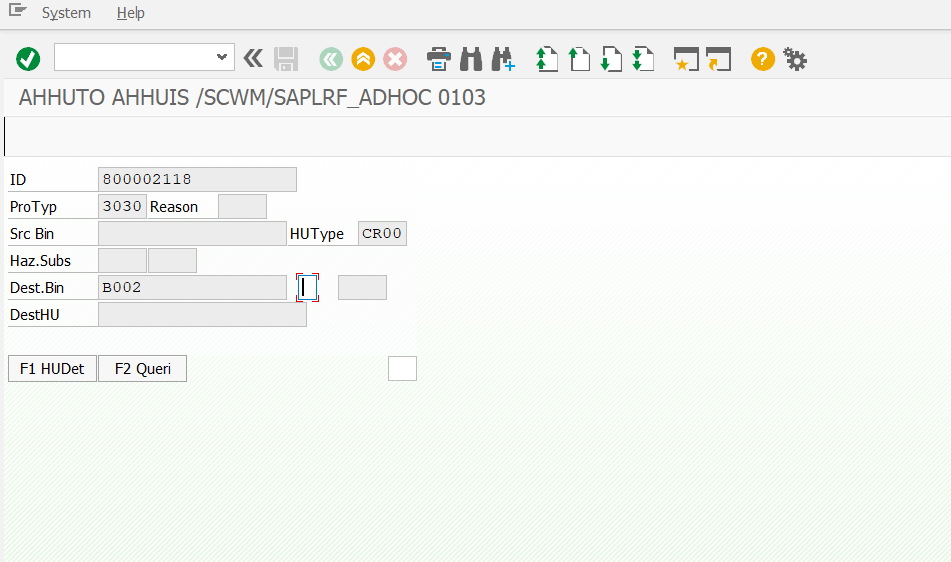 System Help
AHHUTO AHHUIS /SCWM/SAPLRF_ADHOC 0103
ID 800002118
ProTyp 3030 Reason
Src Bin HUType CR00
Haz.Subs
Dest.Bin B002
DestHU
F1 HUDet F2 Queri